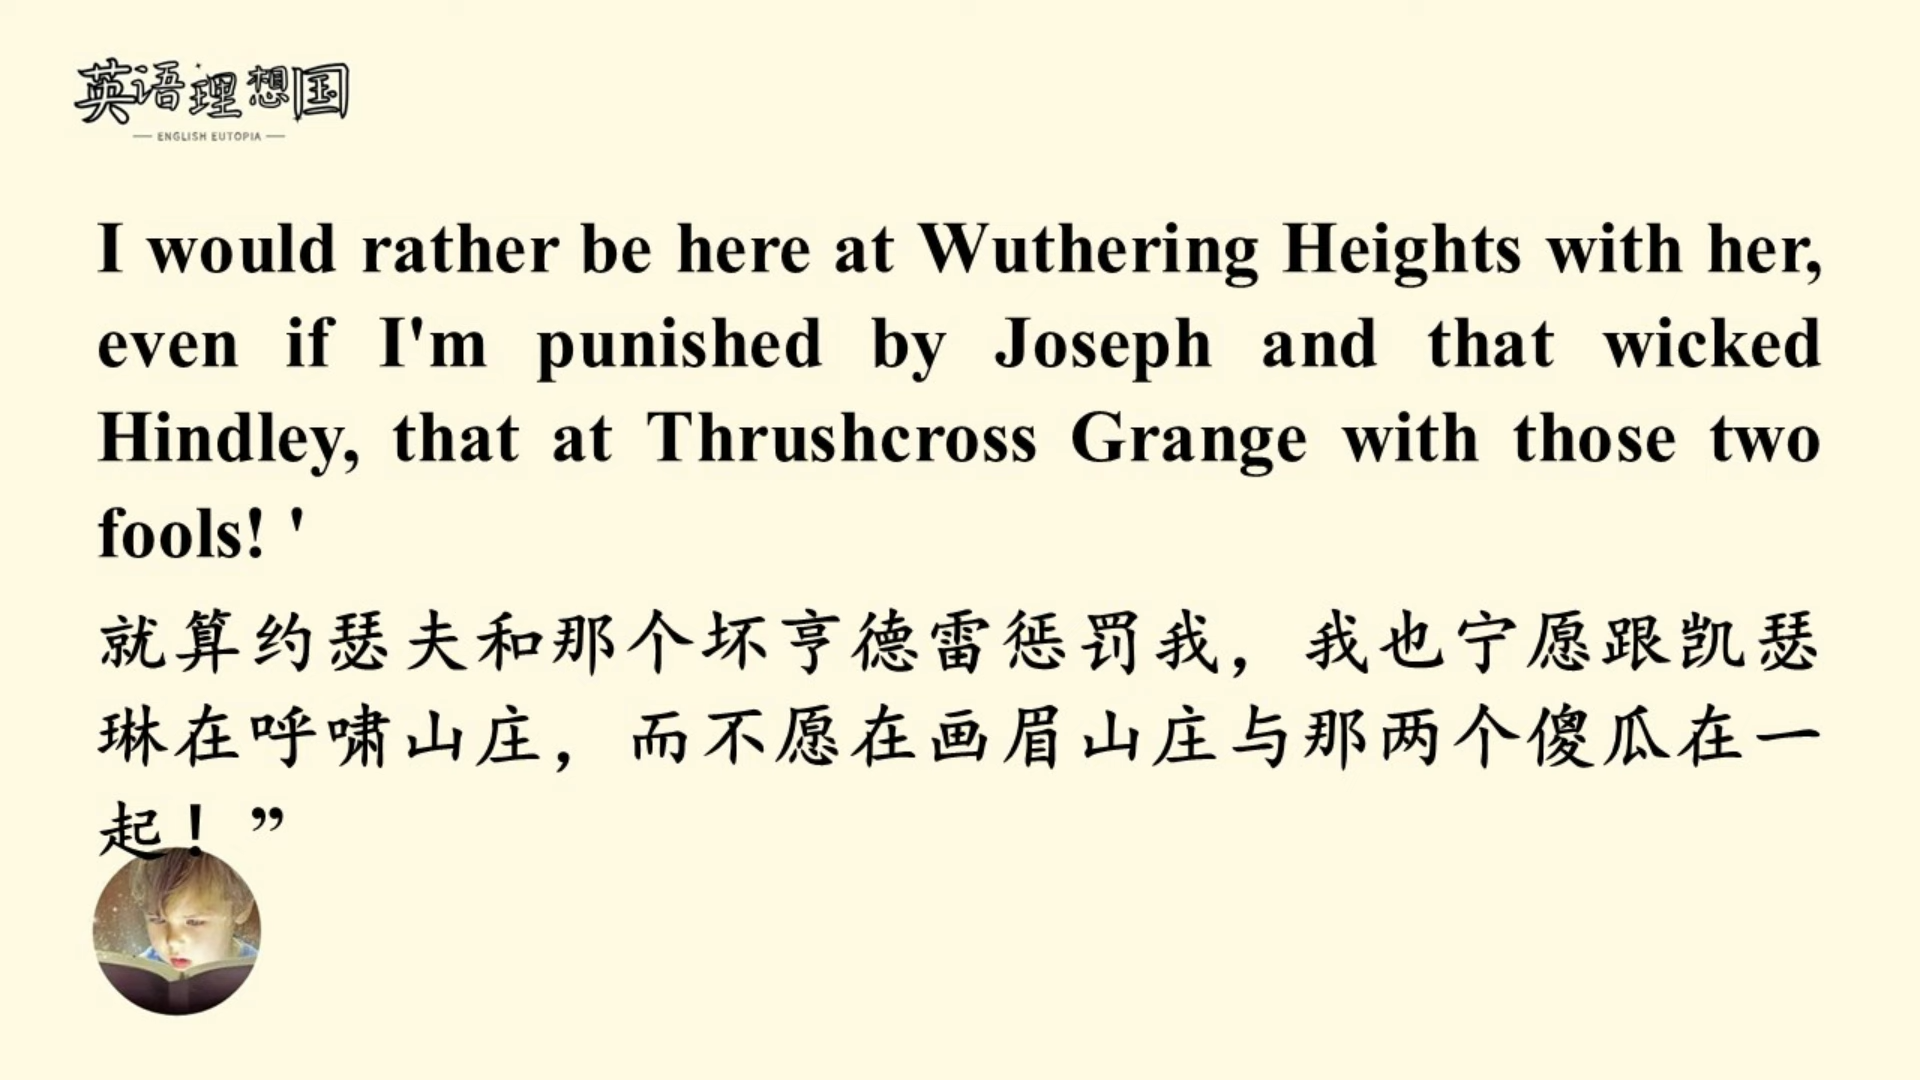 英语理想国
ENGLISH EUTOPIA
I would rather be here at Wuthering Heights with her,
even if I'm punished by Joseph and that wicked
Hindley, that at Thrushcross Grange with those two
fools! '
就算约瑟夫和那个坏亨德雷惩罚我，我也宁愿跟凯瑟
琳在呼啸山庄，而不愿在画眉山庄与那两个傻瓜在一
起！”